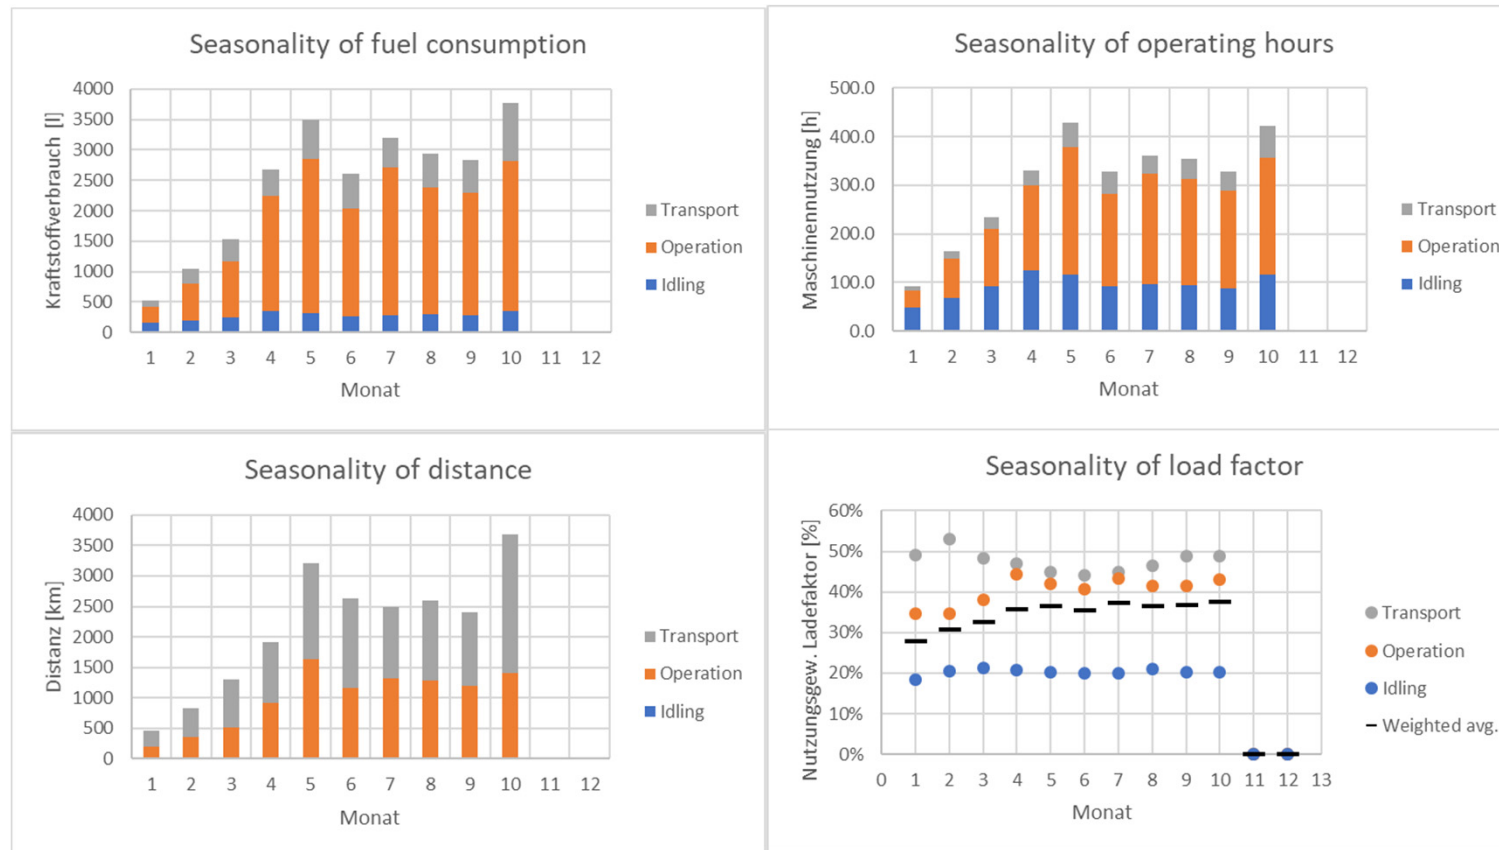 Seasonality of fuel consumption
Kraftstoffverbrauch [l]
4000
3500
3000
2500
2000
1500
1000
500
0
1 2 3 4 5 6 7 8 9 10 11 12
Monat
Transport
Operation
Idling
Seasonality of operating hours
Maschinennutzung [h]
500.0
400.0
300.0
200.0
100.0
0.0
1 2 3 4 5 6 7 8 9 10 11 12
Monat
Transport
Operation
Idling
Seasonality of distance
Distanz [km]
4000
3500
3000
2500
2000
1500
1000
500
0
1 2 3 4 5 6 7 8 9 10 11 12
Monat
Transport
Operation
Idling
Seasonality of load factor
Nutzungsgew. Ladefaktor [%]
60%
50%
40%
30%
20%
10%
0%
0 1 2 3 4 5 6 7 8 9 10 11 12 13
Monat
Transport
Operation
Idling
Weighted avg.